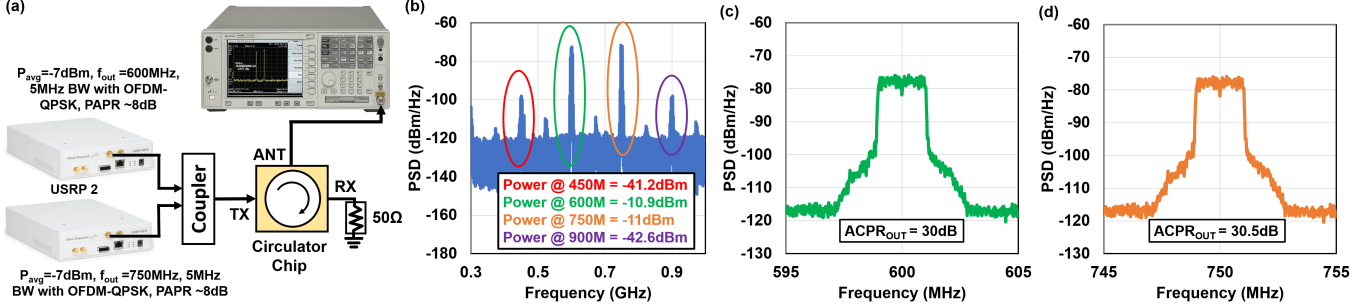 (a)
P_avg=-7dBm, f_out =600MHz,
5MHz BW with OFDM-
QPSK, PAPR ~8dB
USRP 2
P_avg=-7dBm, f_out =750MHz, 5MHz
BW with OFDM-QPSK, PAPR ~8dB
Coupler
TX
ANT
RX
50Ω
Circulator
Chip
(b)
PSD (dBm/Hz)
-60
-80
-100
-120
-140
-160
-180
Power @ 450M = -41.2dBm
Power @ 600M = -10.9dBm
Power @ 750M = -11dBm
Power @ 900M = -42.6dBm
0.3
0.5
0.7
0.9
Frequency (GHz)
(c)
PSD (dBm/Hz)
-60
-70
-80
-90
-100
-110
-120
-130
ACPR_OUT = 30dB
595
600
605
Frequency (MHz)
(d)
PSD (dBm/Hz)
-60
-70
-80
-90
-100
-110
-120
-130
ACPR_OUT = 30.5dB
745
750
755
Frequency (MHz)